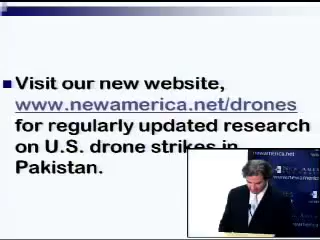 Visit our new website,
www.newamerica.net/drones
for regularly updated research
on U.S. drone strikes in
Pakistan.